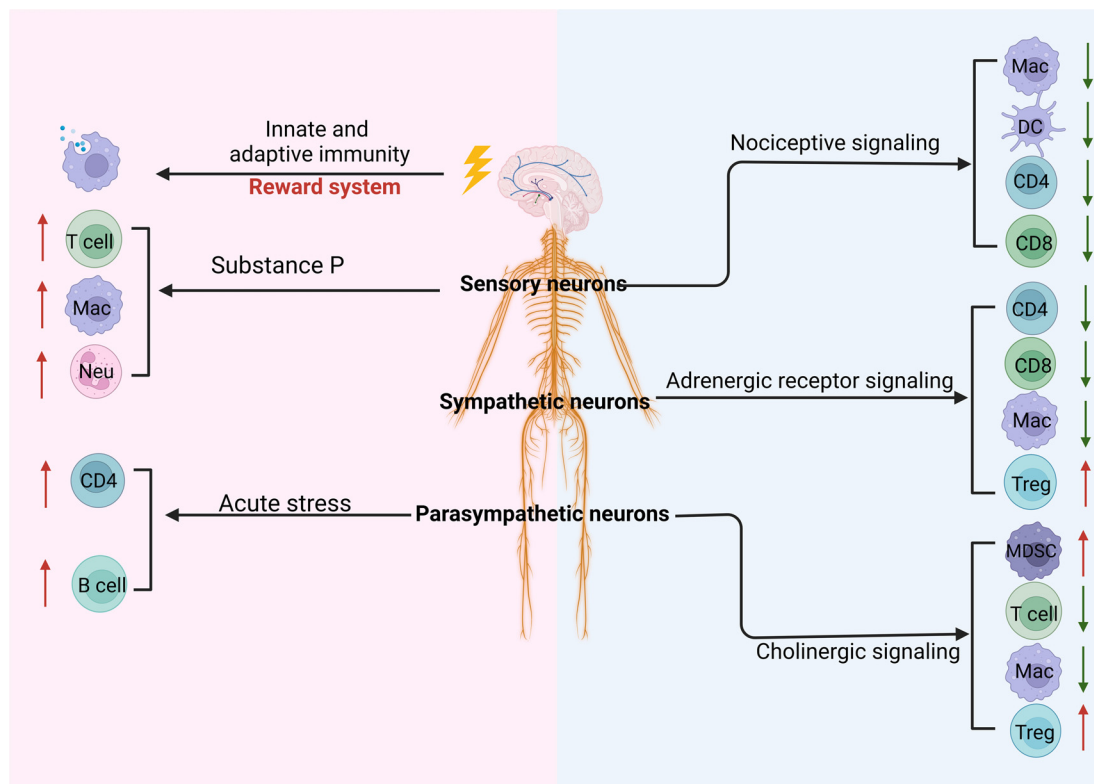 Innate and
adaptive immunity
Reward system
T cell
Substance P
Mac
Neu
CD4
Acute stress
B cell
Sensory neurons
Sympathetic neurons
Parasympathetic neurons
Nociceptive signaling
Mac
DC
CD4
CD8
Adrenergic receptor signaling
CD4
CD8
Mac
Treg
Cholinergic signaling
MDSC
T cell
Mac
Treg